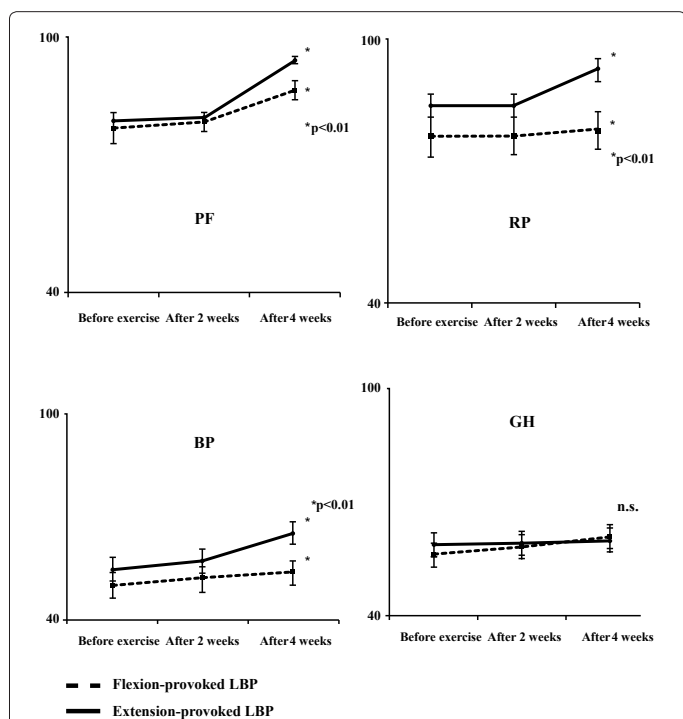 100
*
*
*p<0.01
PF
40
Before exercise After 2 weeks After 4 weeks
100
*
*
*p<0.01
RP
40
Before exercise After 2 weeks After 4 weeks
100
BP
*p<0.01
*
*
40
Before exercise After 2 weeks After 4 weeks
100
GH
n.s.
40
Before exercise After 2 weeks After 4 weeks
Flexion-provoked LBP
Extension-provoked LBP